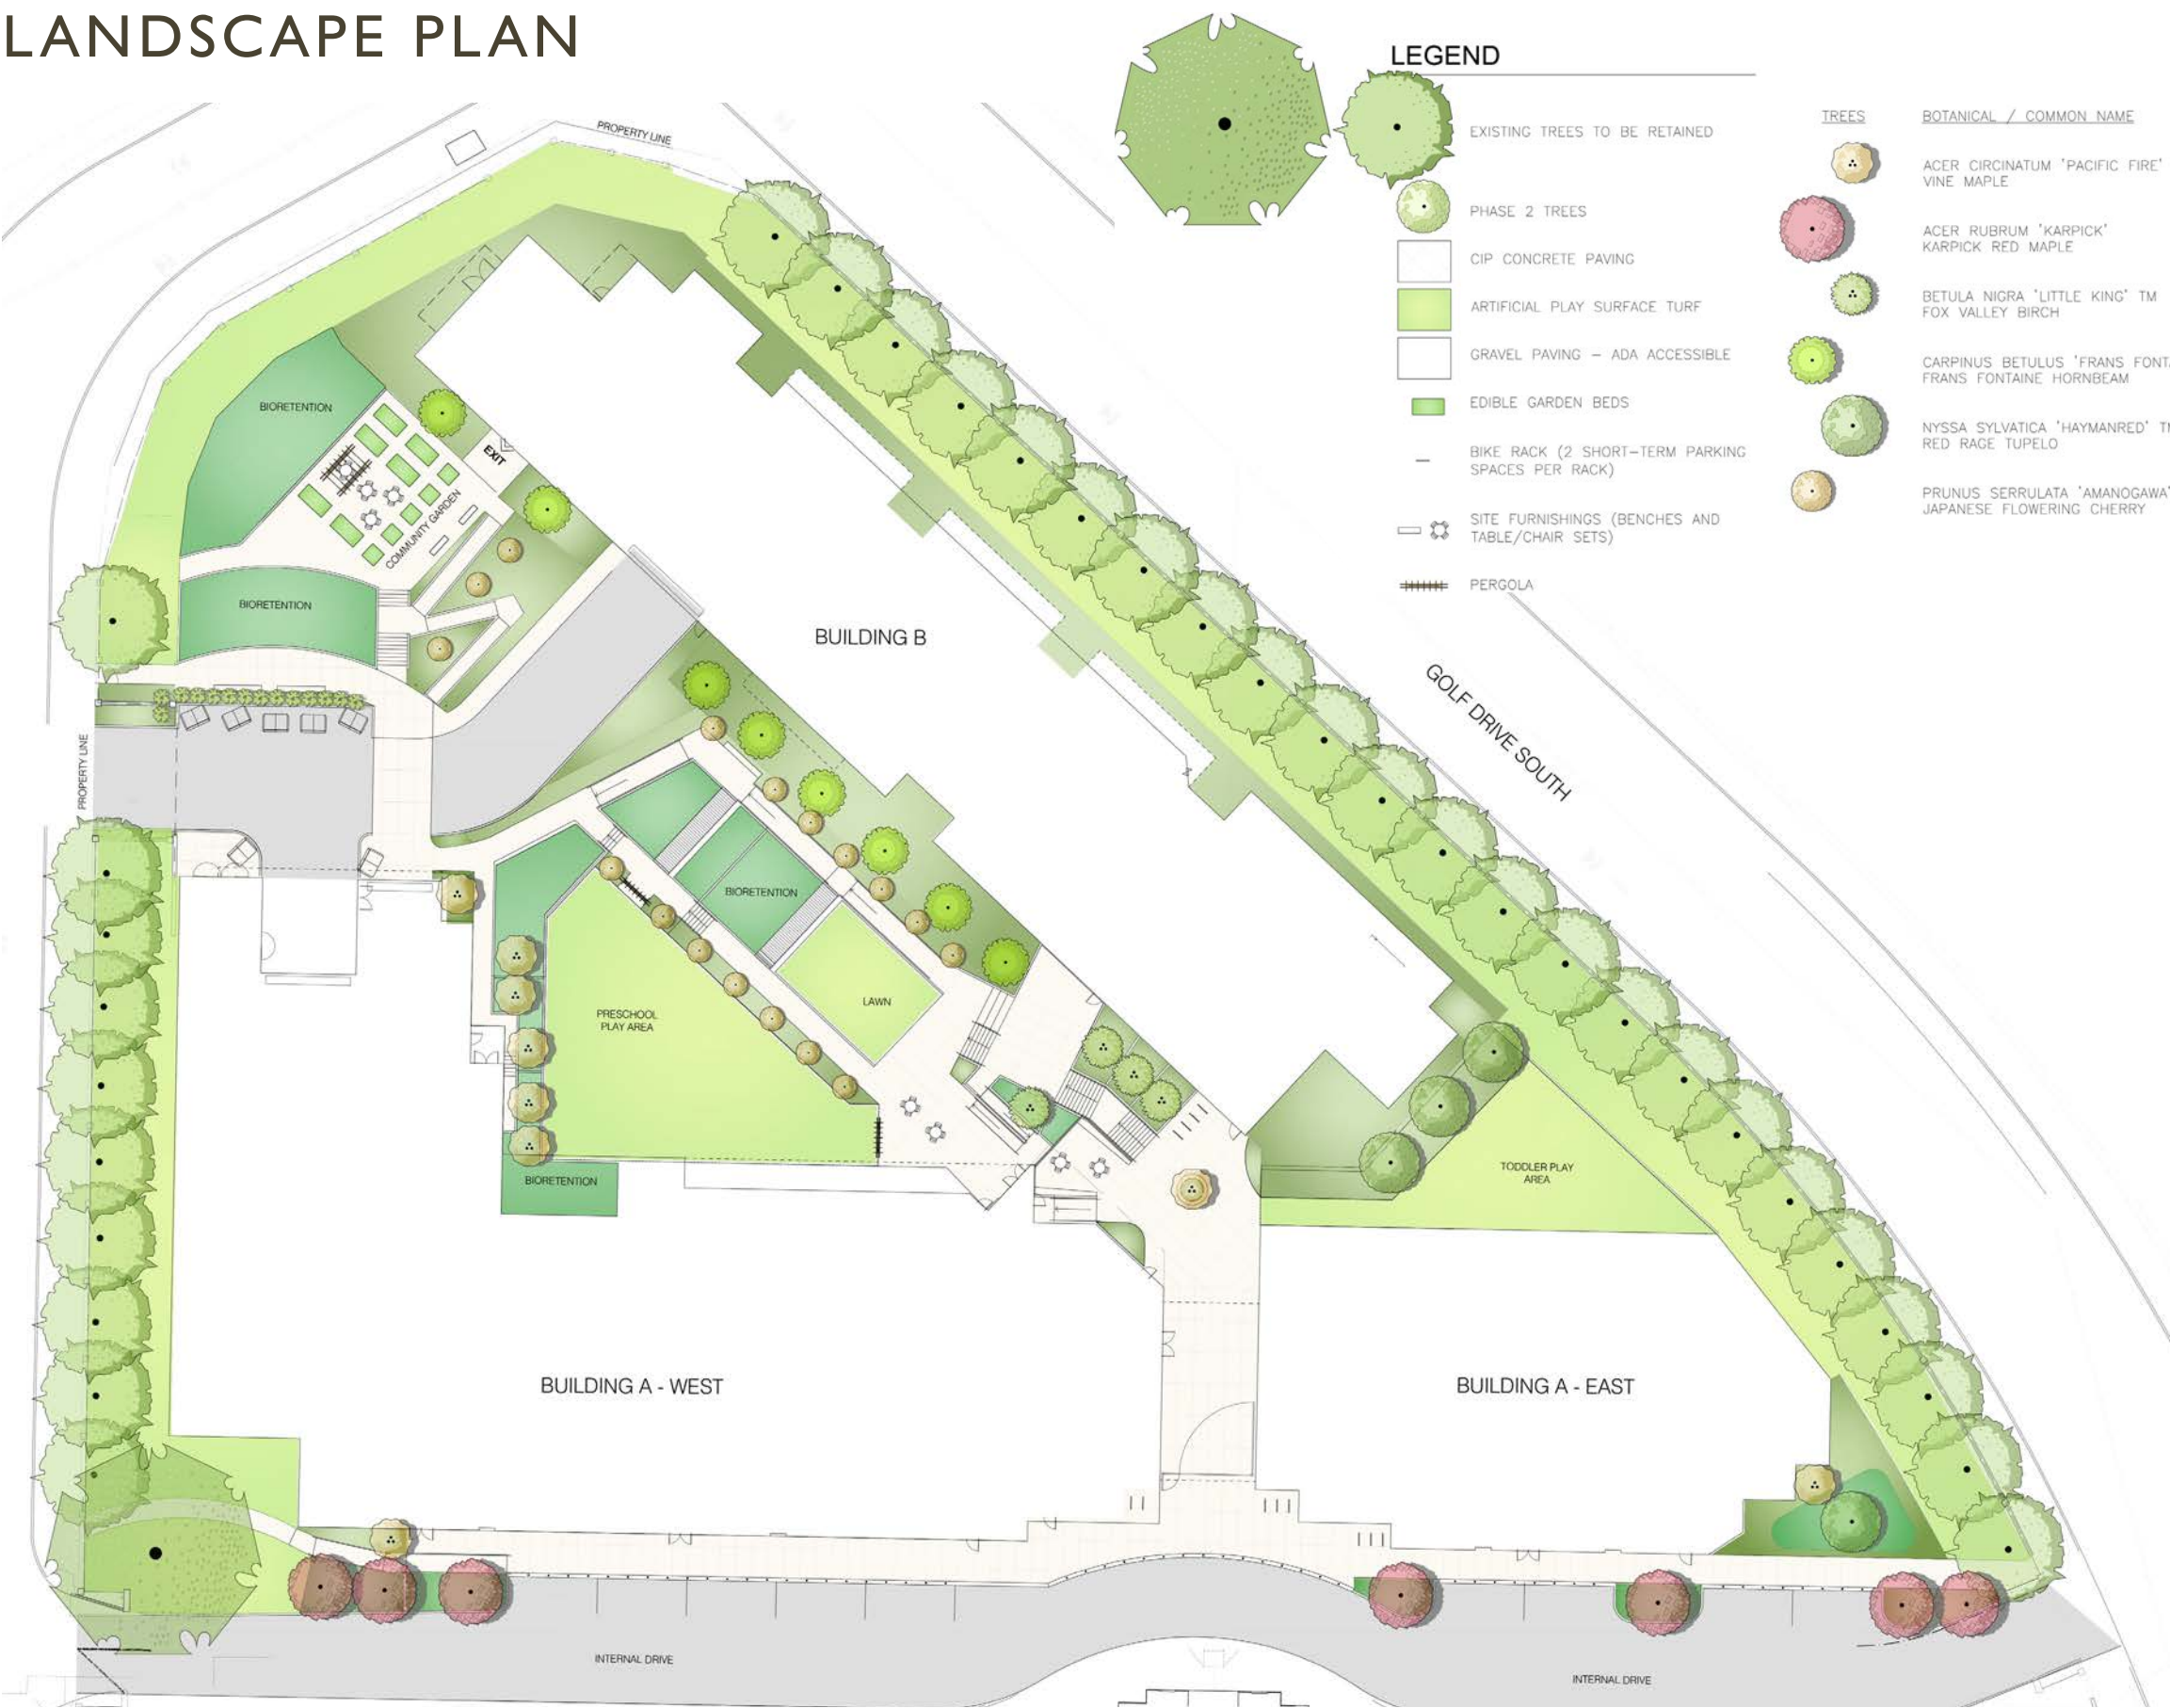 LANDSCAPE PLAN
LEGEND
EXISTING TREES TO BE RETAINED
PHASE 2 TREES
CIP CONCRETE PAVING
ARTIFICIAL PLAY SURFACE TURF
GRAVEL PAVING – ADA ACCESSIBLE
EDIBLE GARDEN BEDS
BIKE RACK (2 SHORT–TERM PARKING
SPACES PER RACK)
SITE FURNISHINGS (BENCHES AND
TABLE/CHAIR SETS)
PERGOLA
TREES
BOTANICAL / COMMON NAME
ACER CIRCINATUM 'PACIFIC FIRE'
VINE MAPLE
ACER RUBRUM 'KARPICK'
KARPICK RED MAPLE
BETULA NIGRA 'LITTLE KING' TM
FOX VALLEY BIRCH
CARPINUS BETULUS 'FRANS FONT
FRANS FONTAINE HORNBEAM
NYSSA SYLVATICA 'HAYMANRED' T
RED RAGE TUPELO
PRUNUS SERRULATA 'AMANOGAWA'
JAPANESE FLOWERING CHERRY
PROPERTY LINE
BIORETENTION
EXIT
COMMUNITY GARDEN
BIORETENTION
BUILDING B
GOLF DRIVE SOUTH
PROPERTY LINE
BIORETENTION
LAWN
PRESCHOOL
PLAY AREA
BIORETENTION
TODDLER PLAY
AREA
BUILDING A - WEST
BUILDING A - EAST
INTERNAL DRIVE
INTERNAL DRIVE